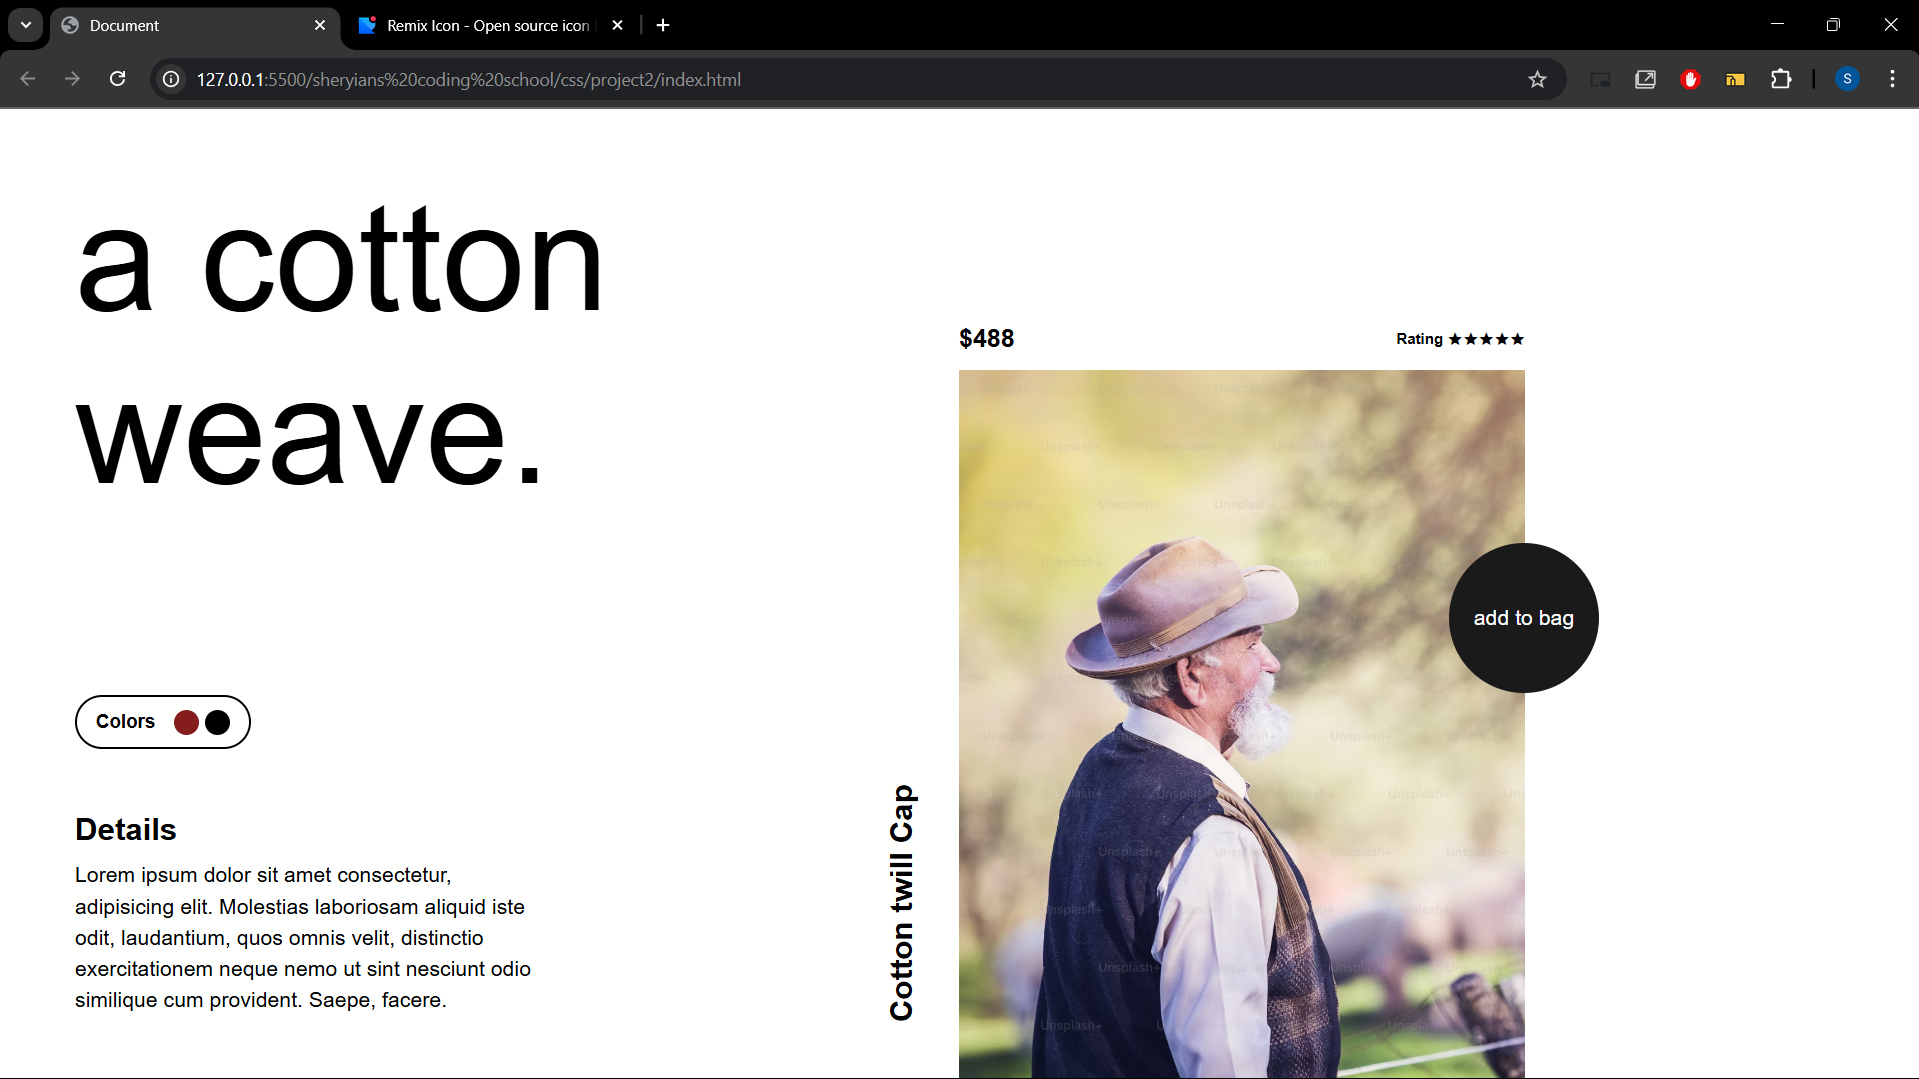 Document
Remix Icon - Open source icon
127.0.0.1:5500/sheryians%20coding%20school/css/project2/index.html
S
a cotton
weave.
$488
Rating ★★★★★
add to bag
Colors
Cotton twill Cap
Details
Lorem ipsum dolor sit amet consectetur,
adipisicing elit. Molestias laboriosam aliquid iste
odit, laudantium, quos omnis velit, distinctio
exercitationem neque nemo ut sint nesciunt odio
similique cum provident. Saepe, facere.
Unsplash+